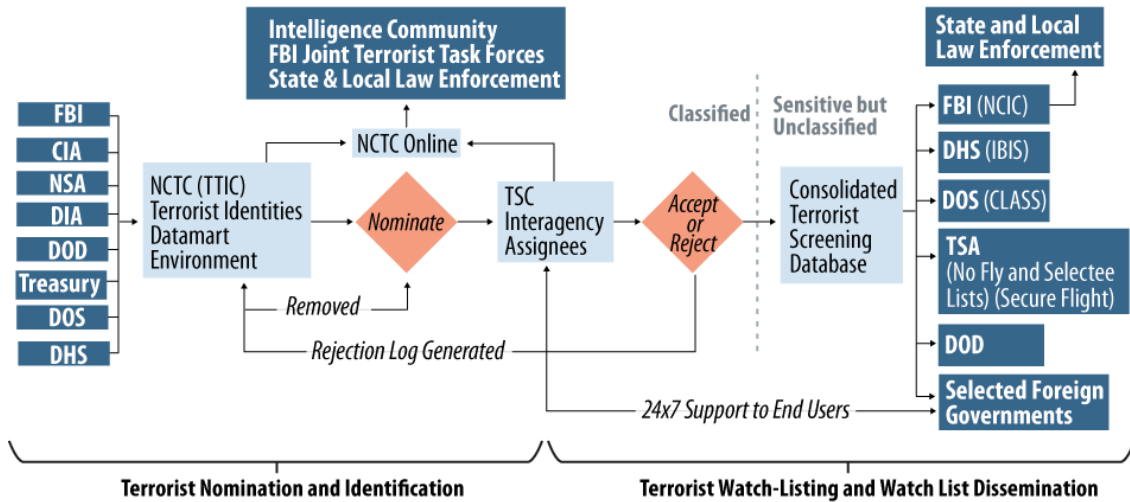 Intelligence Community
FBI Joint Terrorist Task Forces
State & Local Law Enforcement
State and Local
Law Enforcement
FBI
CIA
NSA
DIA
DOD
Treasury
DOS
DHS
NCTC (TTIC)
Terrorist Identities
Datamart
Environment
NCTC Online
Nominate
Removed
Rejection Log Generated
TSC
Interagency
Assignees
Accept
or
Reject
Classified
Sensitive but
Unclassified
Consolidated
Terrorist
Screening
Database
FBI (NCIC)
DHS (IBIS)
DOS (CLASS)
TSA
(No Fly and Selectee
Lists) (Secure Flight)
DOD
Selected Foreign
Governments
24x7 Support to End Users
Terrorist Nomination and Identification
Terrorist Watch-Listing and Watch List Dissemination